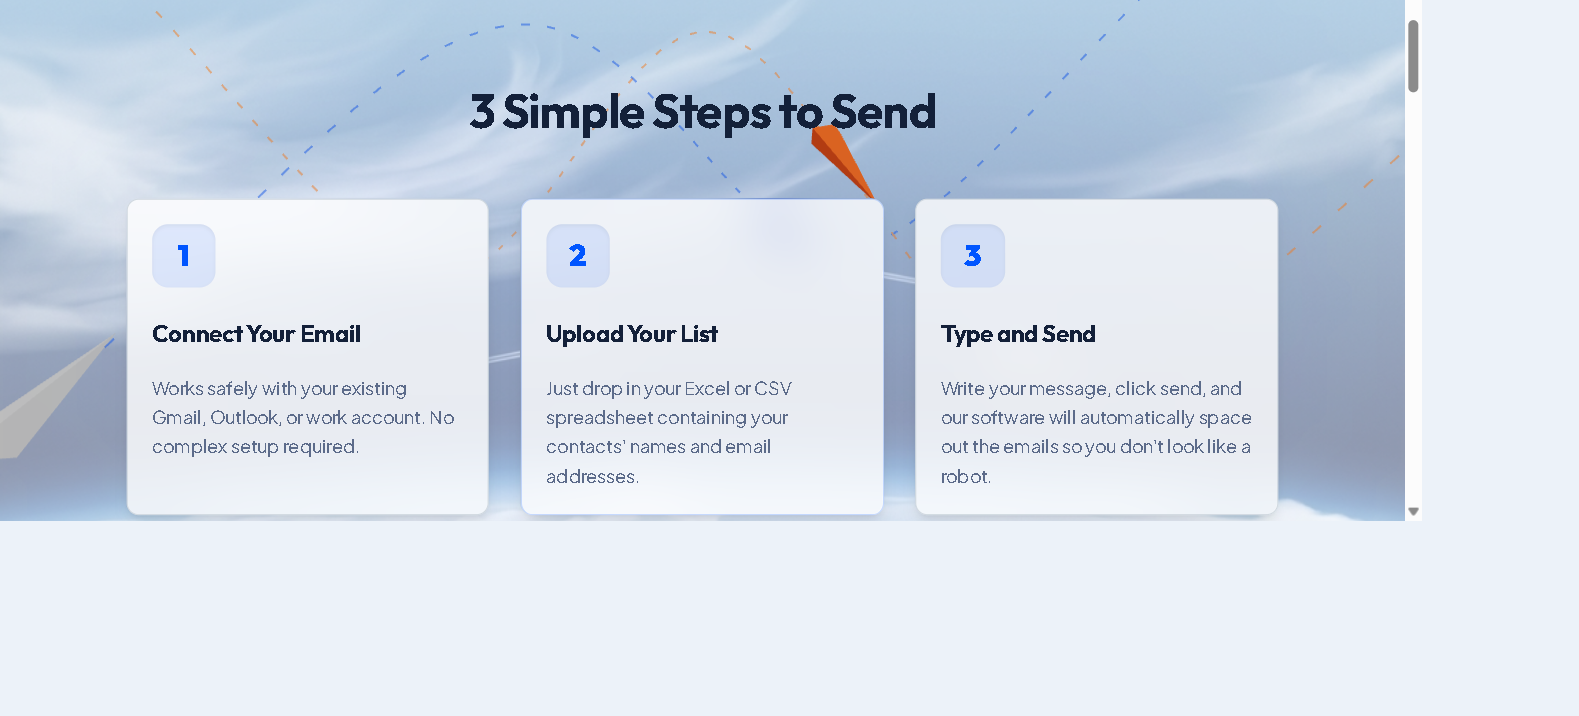 3 Simple Steps to Send
1
Connect Your Email
Works safely with your existing
Gmail, Outlook, or work account. No
complex setup required.
2
Upload Your List
Just drop in your Excel or CSV
spreadsheet containing your
contacts' names and email
addresses.
3
Type and Send
Write your message, click send, and
our software will automatically space
out the emails so you don't look like a
robot.